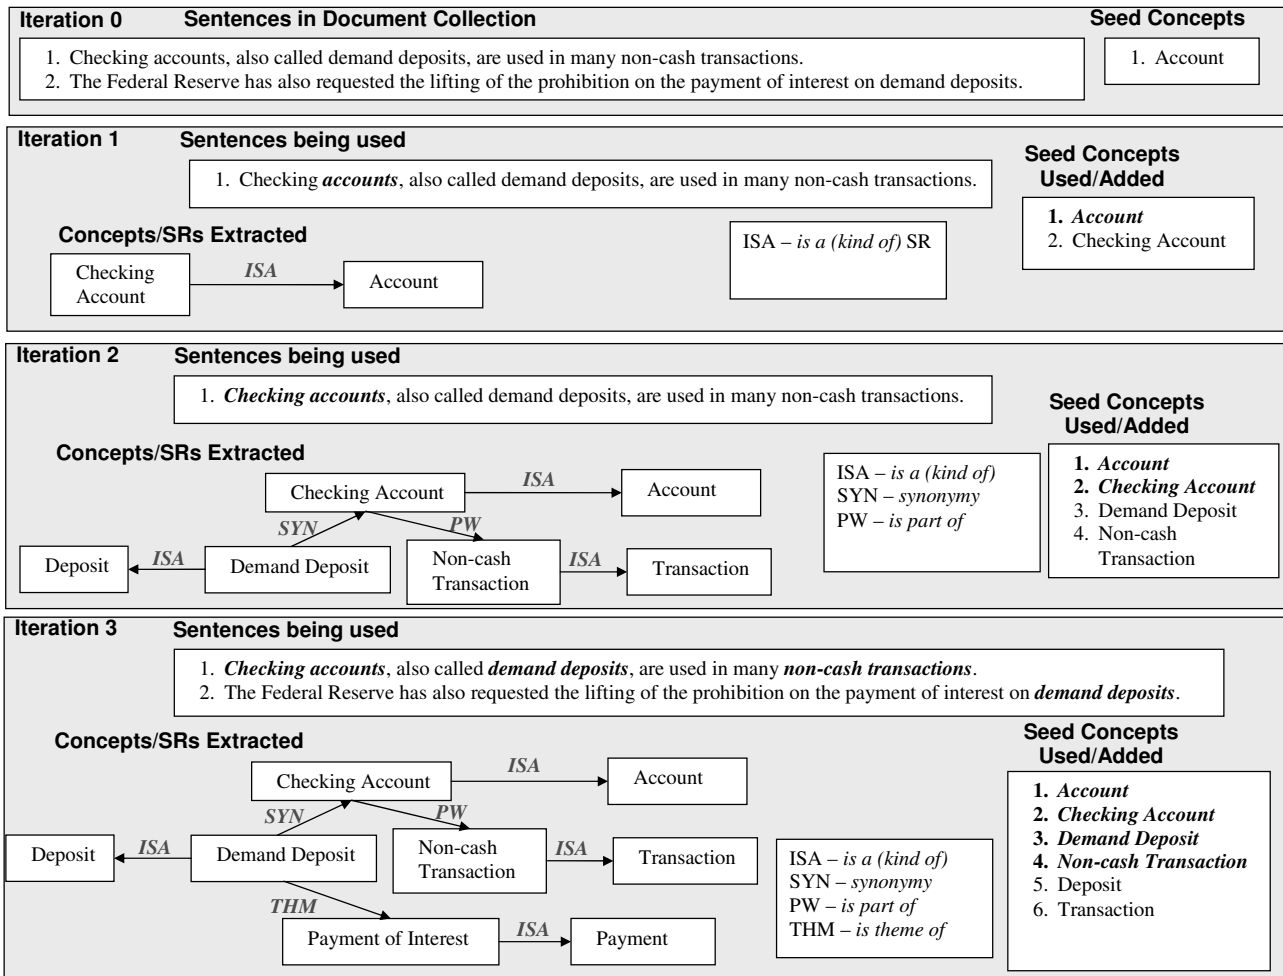 Iteration 0 Sentences in Document Collection Seed Concepts
1. Checking accounts, also called demand deposits, are used in many non-cash transactions.
2. The Federal Reserve has also requested the lifting of the prohibition on the payment of interest on demand deposits.
1. Account
Iteration 1 Sentences being used
1. Checking accounts, also called demand deposits, are used in many non-cash transactions.
Seed Concepts
Used/Added
1. Account
2. Checking Account
Concepts/SRs Extracted
Checking
Account
ISA
Account
ISA – is a (kind of) SR
Iteration 2 Sentences being used
1. Checking accounts, also called demand deposits, are used in many non-cash transactions.
Seed Concepts
Used/Added
1. Account
2. Checking Account
3. Demand Deposit
4. Non-cash
Transaction
Concepts/SRs Extracted
Checking Account
ISA
Account
SYN
PW
Deposit
ISA
Demand Deposit
Non-cash
Transaction
ISA
Transaction
ISA – is a (kind of)
SYN – synonymy
PW – is part of
Iteration 3 Sentences being used
1. Checking accounts, also called demand deposits, are used in many non-cash transactions.
2. The Federal Reserve has also requested the lifting of the prohibition on the payment of interest on demand deposits.
Seed Concepts
Used/Added
1. Account
2. Checking Account
3. Demand Deposit
4. Non-cash Transaction
5. Deposit
6. Transaction
Concepts/SRs Extracted
Checking Account
ISA
Account
SYN
PW
Deposit
ISA
Demand Deposit
Non-cash
Transaction
ISA
Transaction
THM
Payment of Interest
ISA
Payment
ISA – is a (kind of)
SYN – synonymy
PW – is part of
THM – is theme of